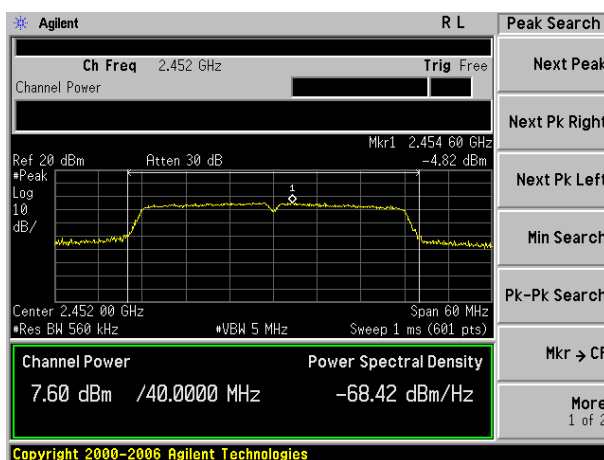 Agilent R L Peak Search
Ch Freq 2.452 GHz Trig Free
Channel Power
Next Peak
Next Pk Right
Mkr1 2.454 60 GHz
Ref 20 dBm Atten 30 dB -4.82 dBm
#Peak
Log
10
dB/
1
Next Pk Left
Min Search
Pk-Pk Search
Center 2.452 00 GHz Span 60 MHz
#Res BW 560 kHz #VBW 5 MHz Sweep 1 ms (601 pts)
Channel Power Power Spectral Density
7.60 dBm /40.0000 MHz -68.42 dBm/Hz
Mkr → CF
More
1 of 2
Copyright 2000-2006 Agilent Technologies